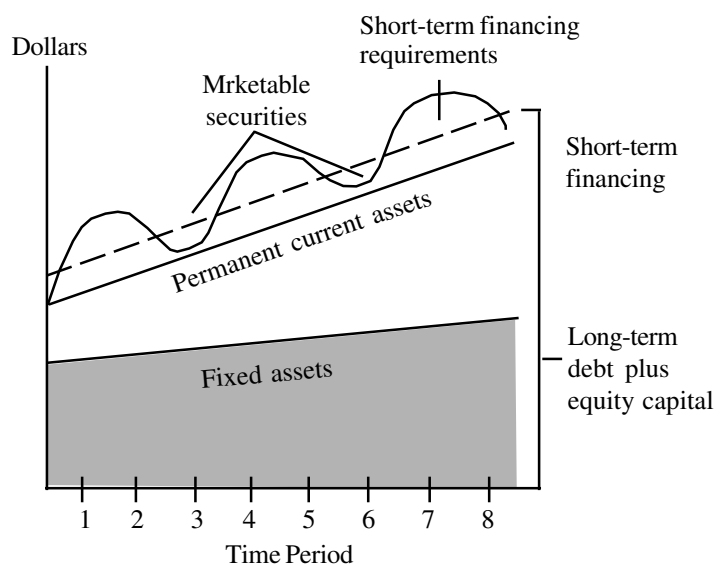 Short-term financing
requirements
Dollars
Mrketable
securities
Short-term
financing
Permanent current assets
Long-term
debt plus
equity capital
Fixed assets
1 2 3 4 5 6 7 8
Time Period